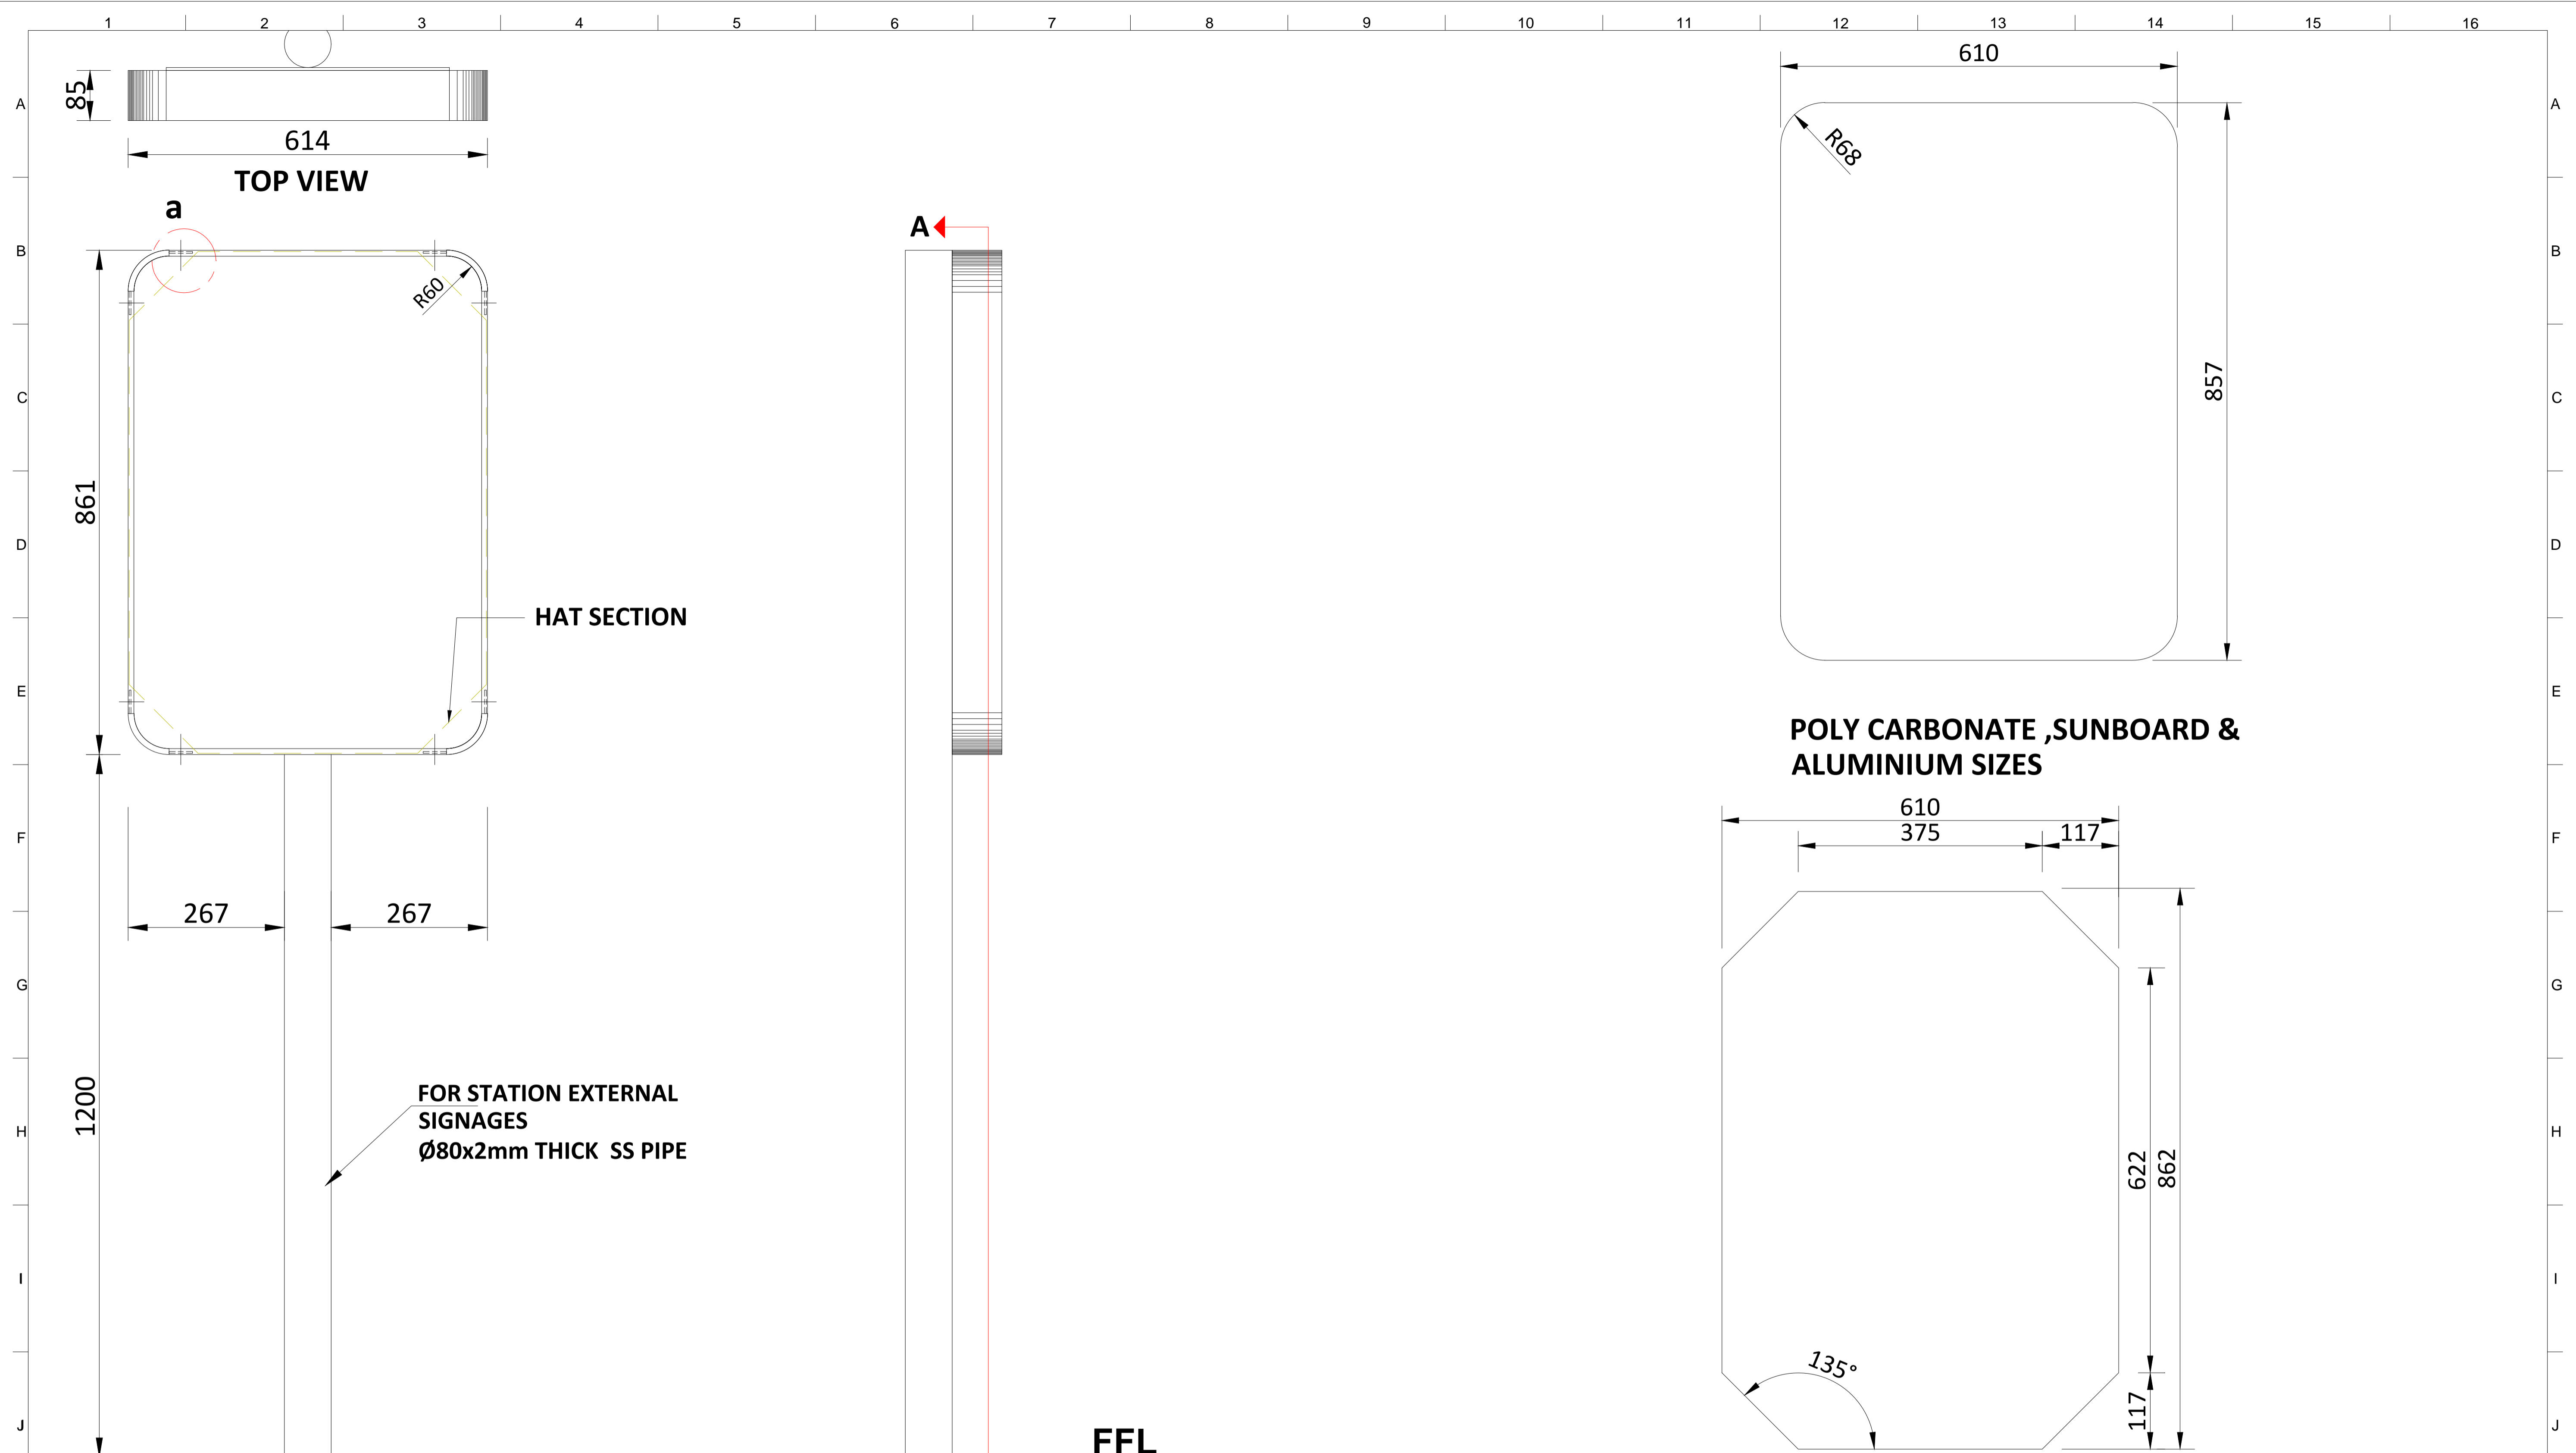 1 2 3 4 5 6 7 8 9 10 11 12 13 14 15 16
A
B
C
D
E
F
G
H
I
J
85
614
TOP VIEW
a
R60
861
HAT SECTION
267 267
1200
FOR STATION EXTERNAL
SIGNAGES
Ø80x2mm THICK SS PIPE
A
FFL
610
R68
857
POLY CARBONATE ,SUNBOARD &
ALUMINIUM SIZES
610
375 117
622 862
135°
117
A
B
C
D
E
F
G
H
I
J